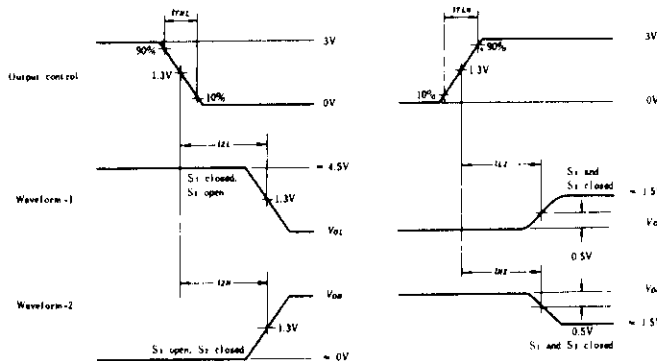 tTHL
tTLH
3V
3V
90%
90%
Output control
1.3V
1.3V
10%
10%
0V
0V
tZL
tLZ
≈ 4.5V
S₁ closed,
S₂ open
S₁ and
S₂ closed
≈ 1.5V
Waveform-1
1.3V
VOL
0.5V
tZH
tHZ
VOH
Waveform-2
1.3V
0.5V
≈ 1.5V
S₁ open, S₂ closed
S₁ and S₂ closed
≈ 0V